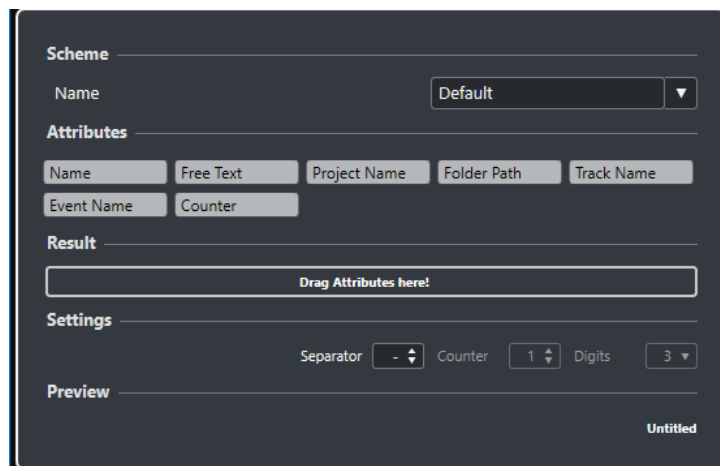 Scheme
Name Default
Attributes
Name Free Text Project Name Folder Path Track Name
Event Name Counter
Result
Drag Attributes here!
Settings
Separator - Counter 1 Digits 3
Preview
Untitled